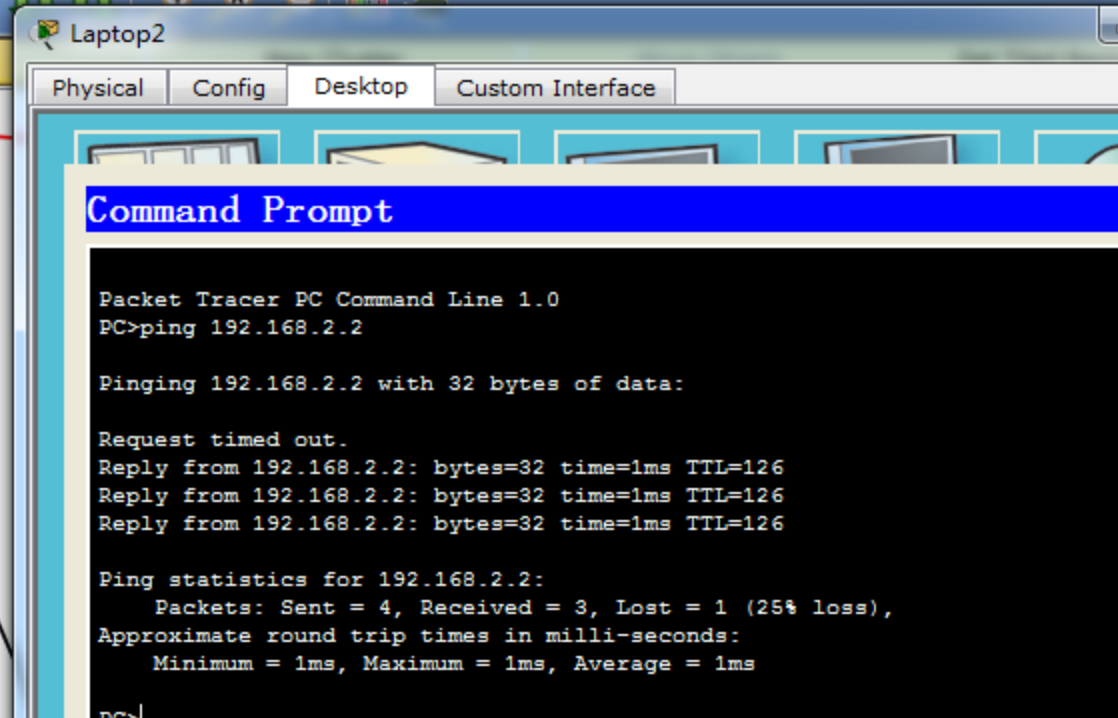 Laptop2
Physical Config Desktop Custom Interface
Command Prompt
Packet Tracer PC Command Line 1.0
PC>ping 192.168.2.2
Pinging 192.168.2.2 with 32 bytes of data:
Request timed out.
Reply from 192.168.2.2: bytes=32 time=1ms TTL=126
Reply from 192.168.2.2: bytes=32 time=1ms TTL=126
Reply from 192.168.2.2: bytes=32 time=1ms TTL=126
Ping statistics for 192.168.2.2:
Packets: Sent = 4, Received = 3, Lost = 1 (25% loss),
Approximate round trip times in milli-seconds:
Minimum = 1ms, Maximum = 1ms, Average = 1ms
PC>